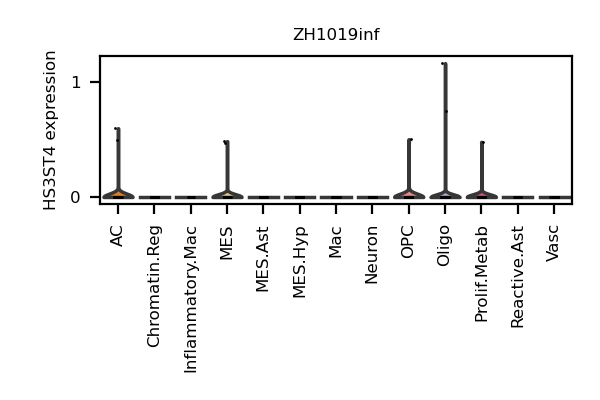 ZH1019inf
HS3ST4 expression
1
0
AC
Chromatin.Reg
Inflammatory.Mac
MES
MES.Ast
MES.Hyp
Mac
Neuron
OPC
Oligo
Prolif.Metab
Reactive.Ast
Vasc